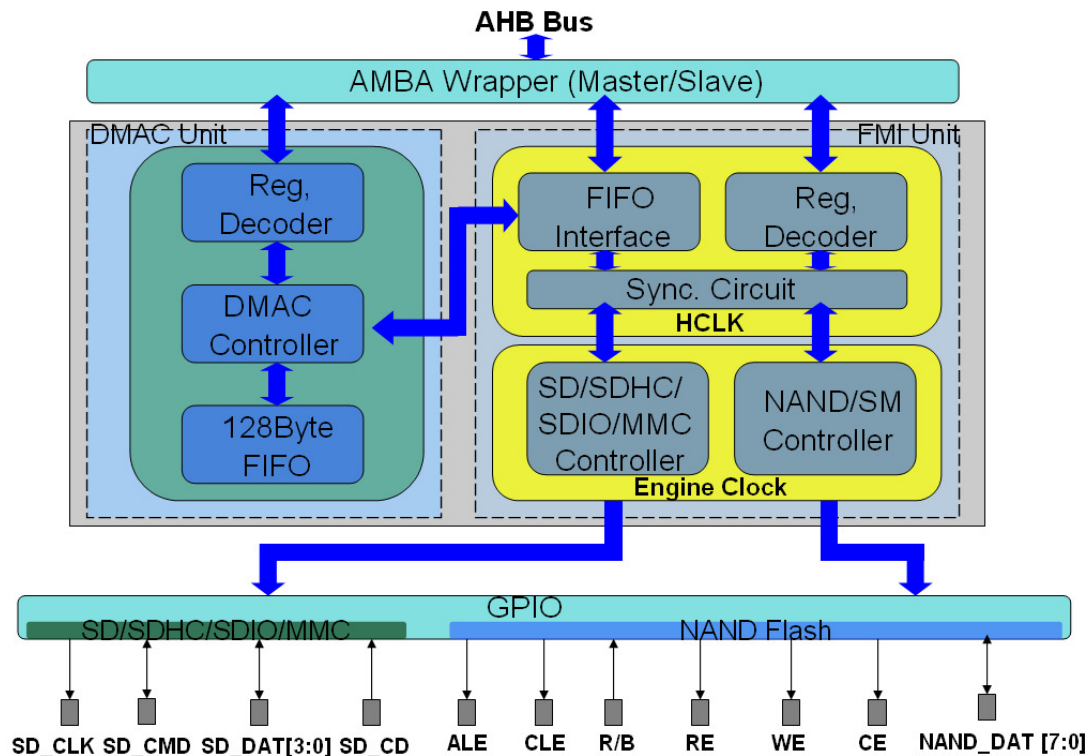 AHB Bus
AMBA Wrapper (Master/Slave)
DMAC Unit
FMI Unit
Reg,
Decoder
DMAC
Controller
128Byte
FIFO
FIFO
Interface
Reg,
Decoder
Sync. Circuit
HCLK
SD/SDHC/
SDIO/MMC
Controller
NAND/SM
Controller
Engine Clock
GPIO
SD/SDHC/SDIO/MMC
NAND Flash
SD_CLK SD_CMD SD_DAT[3:0] SD_CD ALE CLE R/B RE WE CE NAND_DAT [7:0]